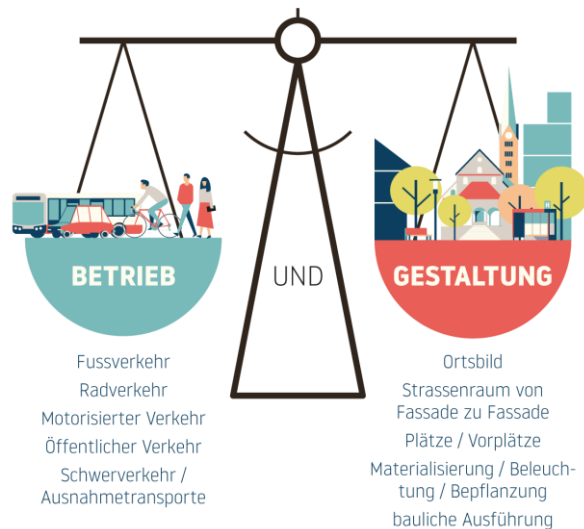 BETRIEB
UND
GESTALTUNG
Fussverkehr
Radverkehr
Motorisierter Verkehr
Öffentlicher Verkehr
Schwerverkehr /
Ausnahmetransporte
Ortsbild
Strassenraum von
Fassade zu Fassade
Plätze / Vorplätze
Materialisierung / Beleuch-
tung / Bepflanzung
bauliche Ausführung